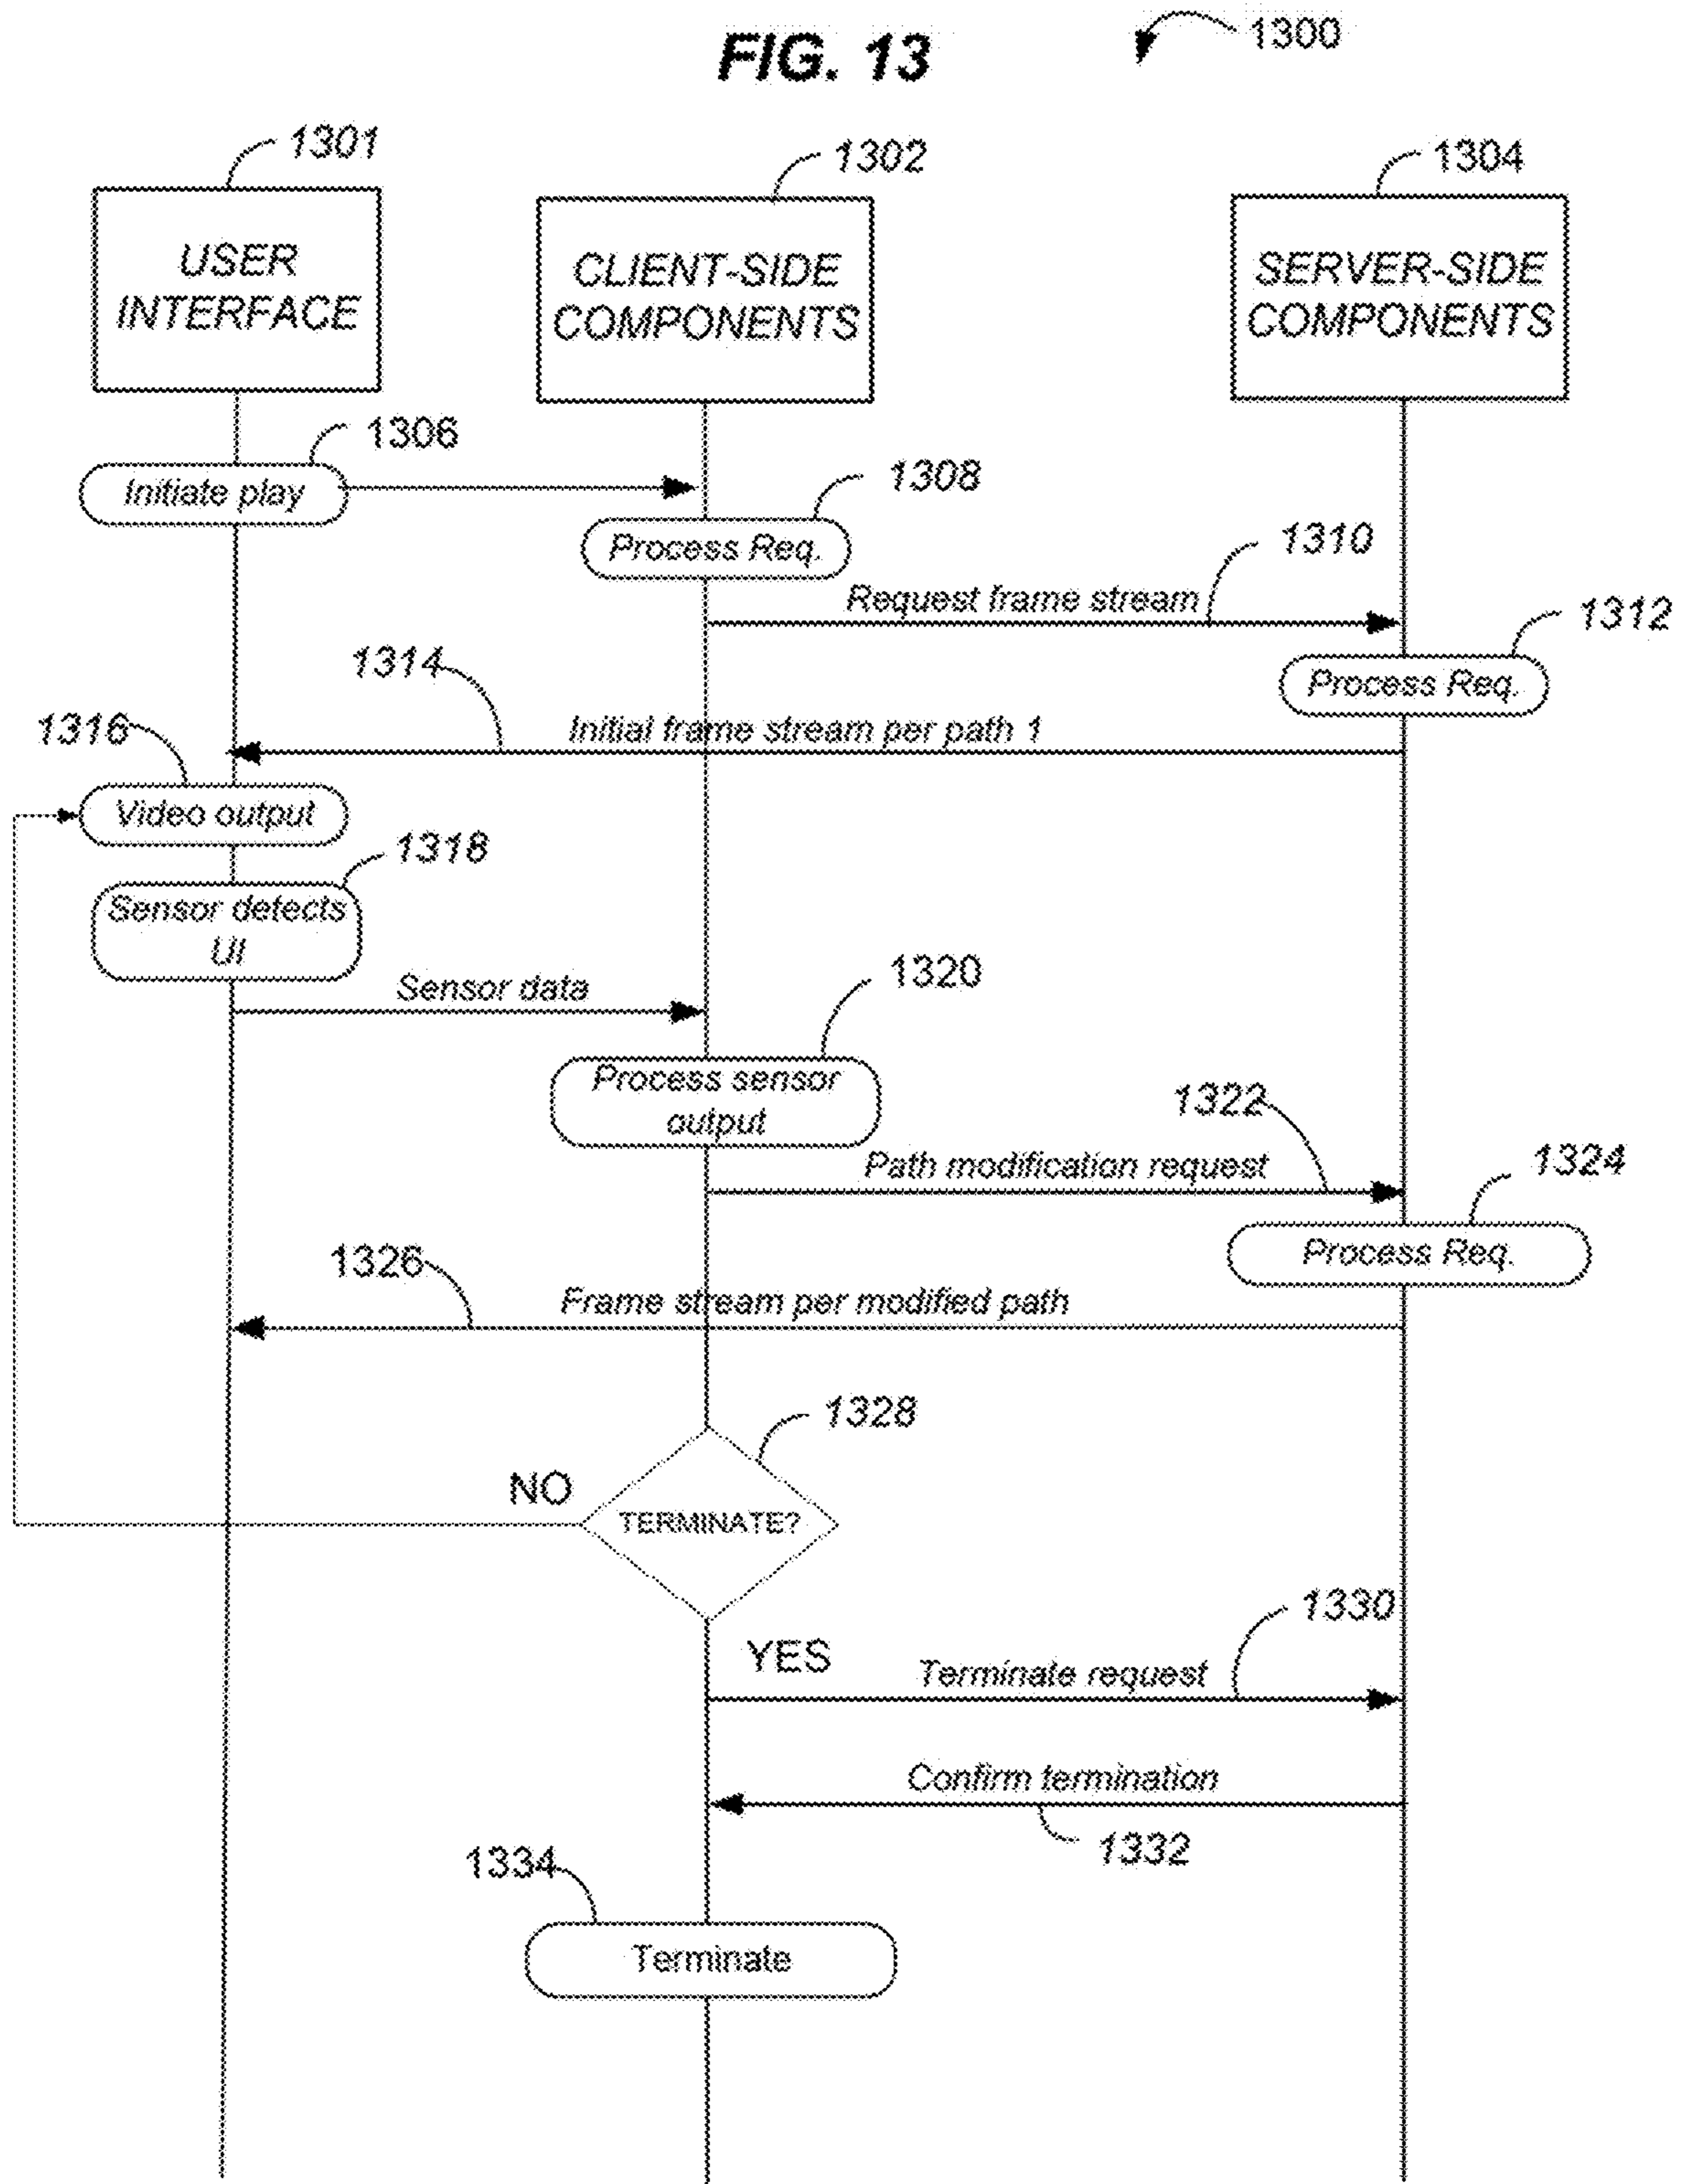 FIG. 13
1300
1301
1302
1304
USER
INTERFACE
CLIENT-SIDE
COMPONENTS
SERVER-SIDE
COMPONENTS
1306
Initiate play
1308
Process Req.
1310
Request frame stream
1312
Process Req.
1314
Initial frame stream per path 1
1316
Video output
1318
Sensor detects
UI
Sensor data
1320
Process sensor
output
1322
Path modification request
1324
Process Req.
1326
Frame stream per modified path
1328
NO
TERMINATE?
1330
YES
Terminate request
Confirm termination
1332
1334
Terminate